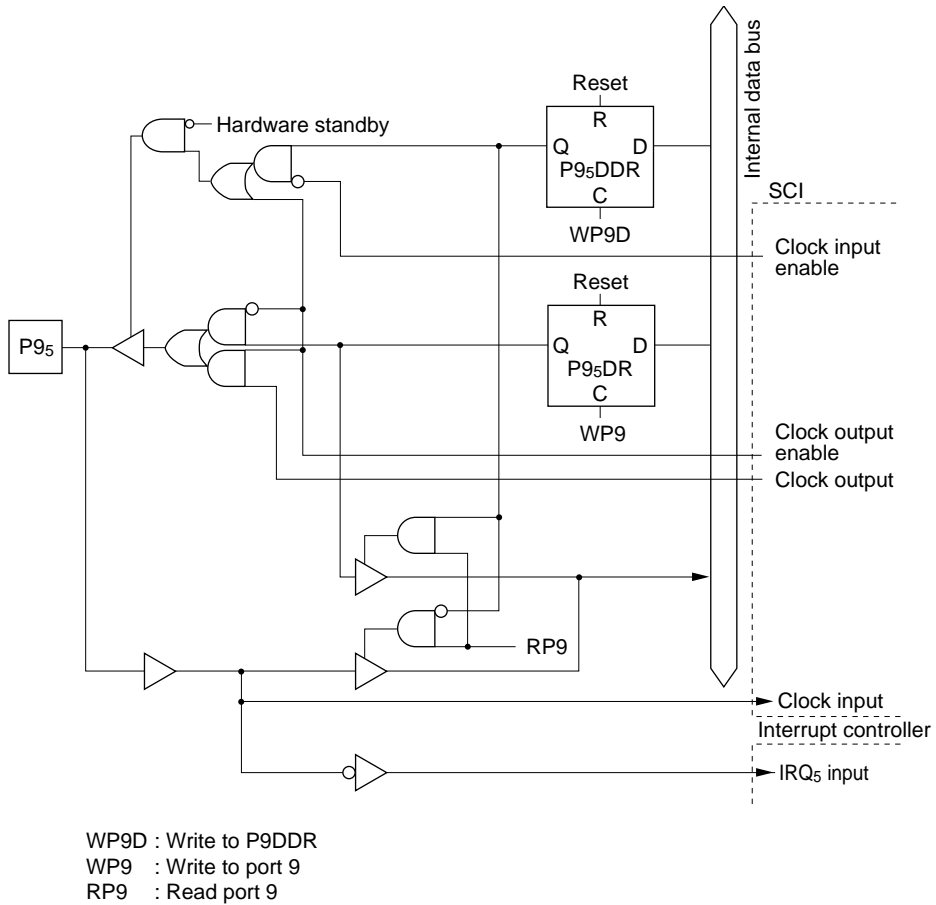 Reset
Internal data bus
Hardware standby
R
Q D
P9₅DDR
C
SCI
WP9D
Clock input
enable
Reset
R
P9₅
Q D
P9₅DR
C
WP9
Clock output
enable
Clock output
RP9
Clock input
Interrupt controller
IRQ₅ input
WP9D : Write to P9DDR
WP9 : Write to port 9
RP9 : Read port 9